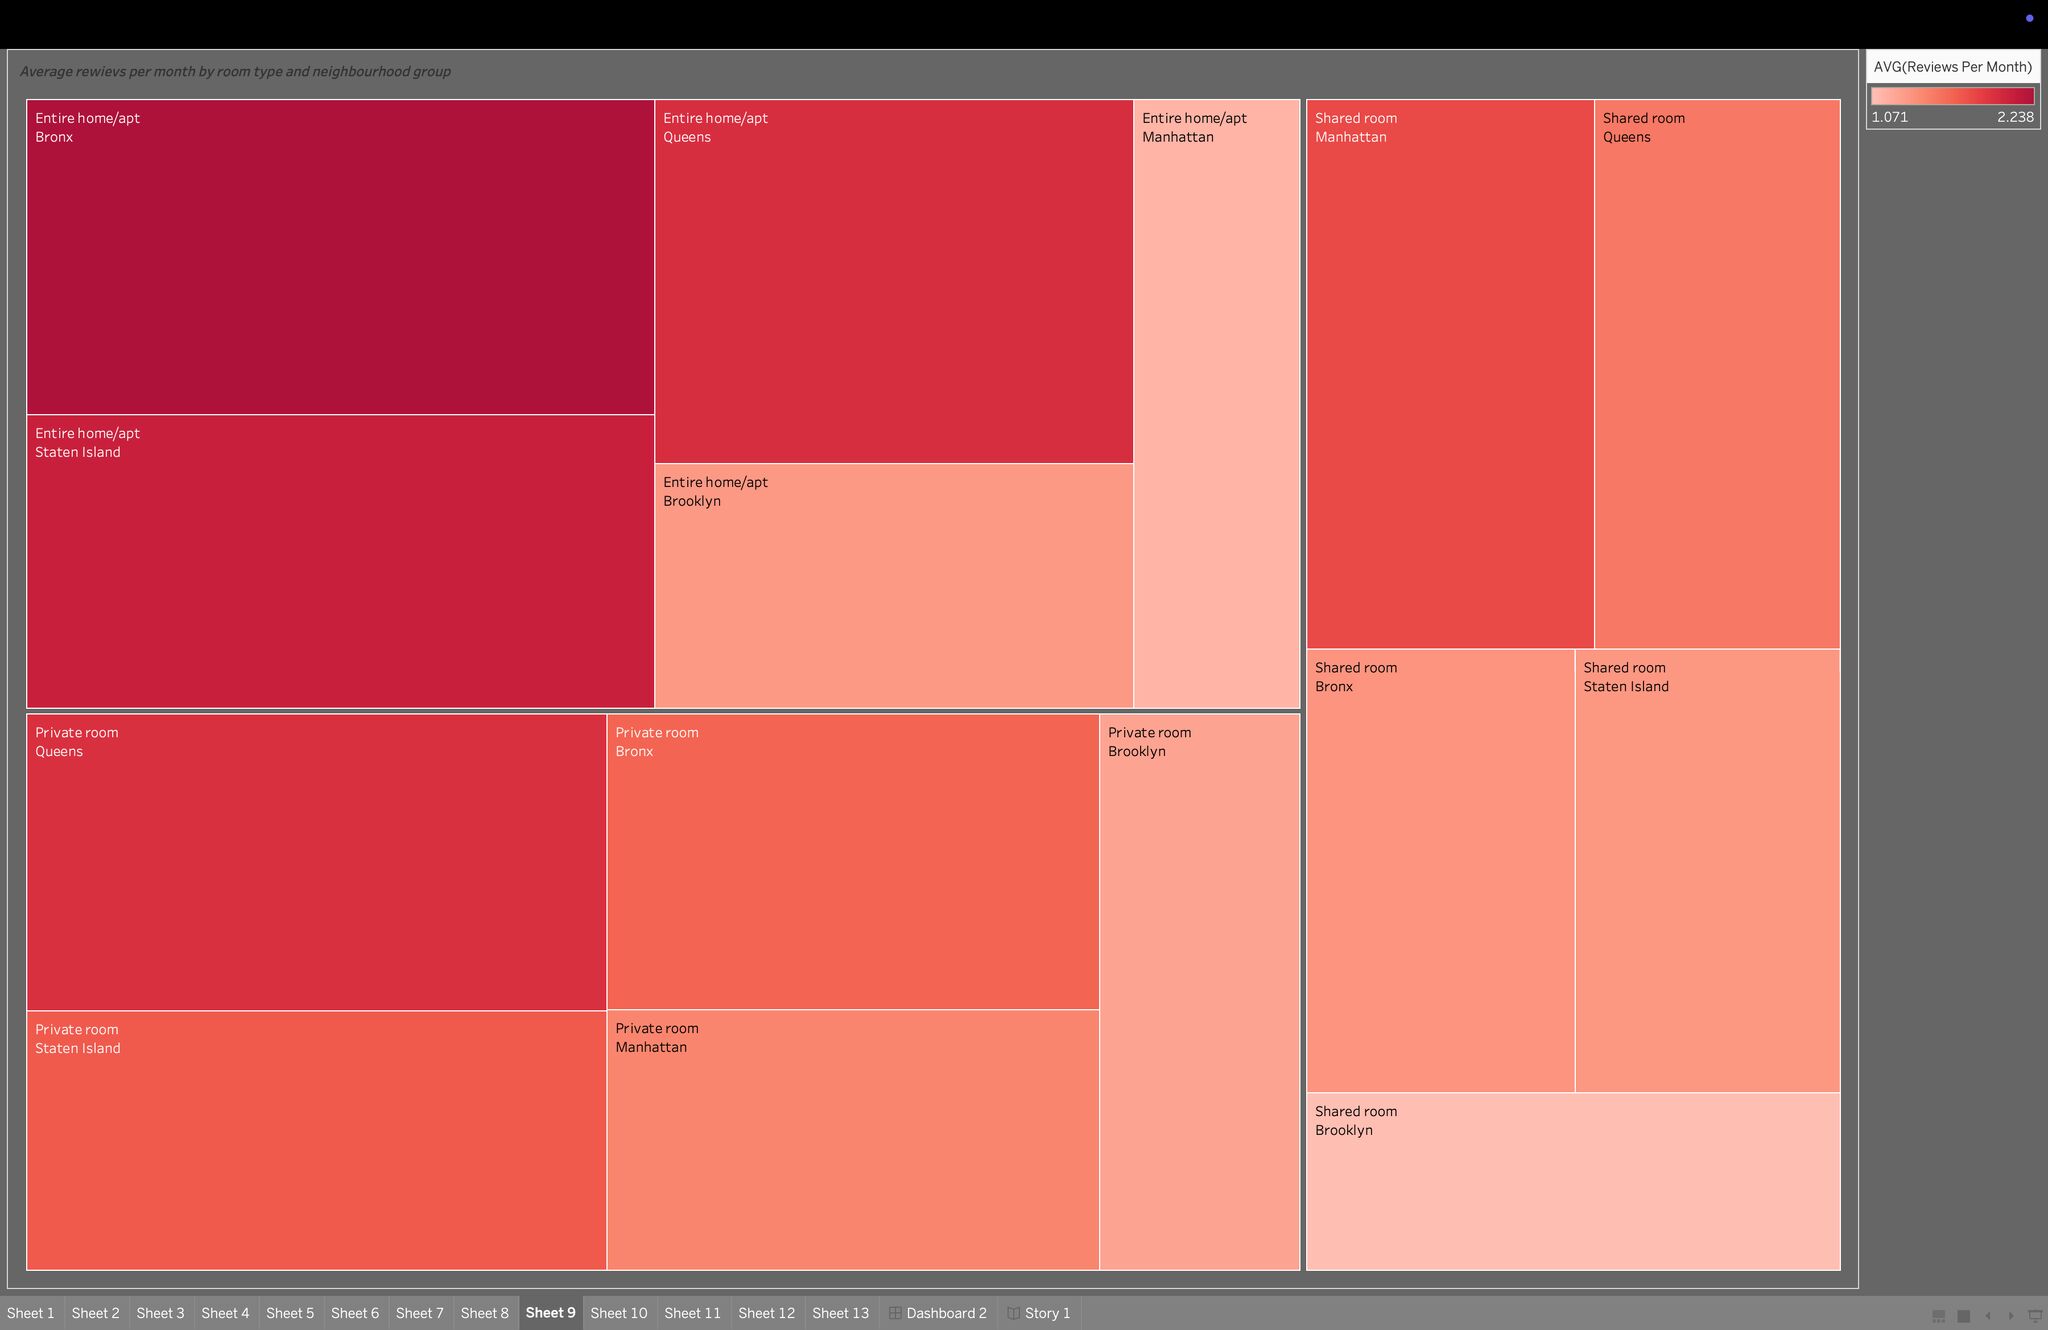 Average rewievs per month by room type and neighbourhood group
AVG(Reviews Per Month)
1.071 2.238
Entire home/apt
Bronx
Entire home/apt
Queens
Entire home/apt
Manhattan
Entire home/apt
Staten Island
Entire home/apt
Brooklyn
Shared room
Manhattan
Shared room
Queens
Shared room
Bronx
Shared room
Staten Island
Shared room
Brooklyn
Private room
Queens
Private room
Bronx
Private room
Brooklyn
Private room
Staten Island
Private room
Manhattan
Sheet 1 Sheet 2 Sheet 3 Sheet 4 Sheet 5 Sheet 6 Sheet 7 Sheet 8 Sheet 9 Sheet 10 Sheet 11 Sheet 12 Sheet 13 Dashboard 2 Story 1